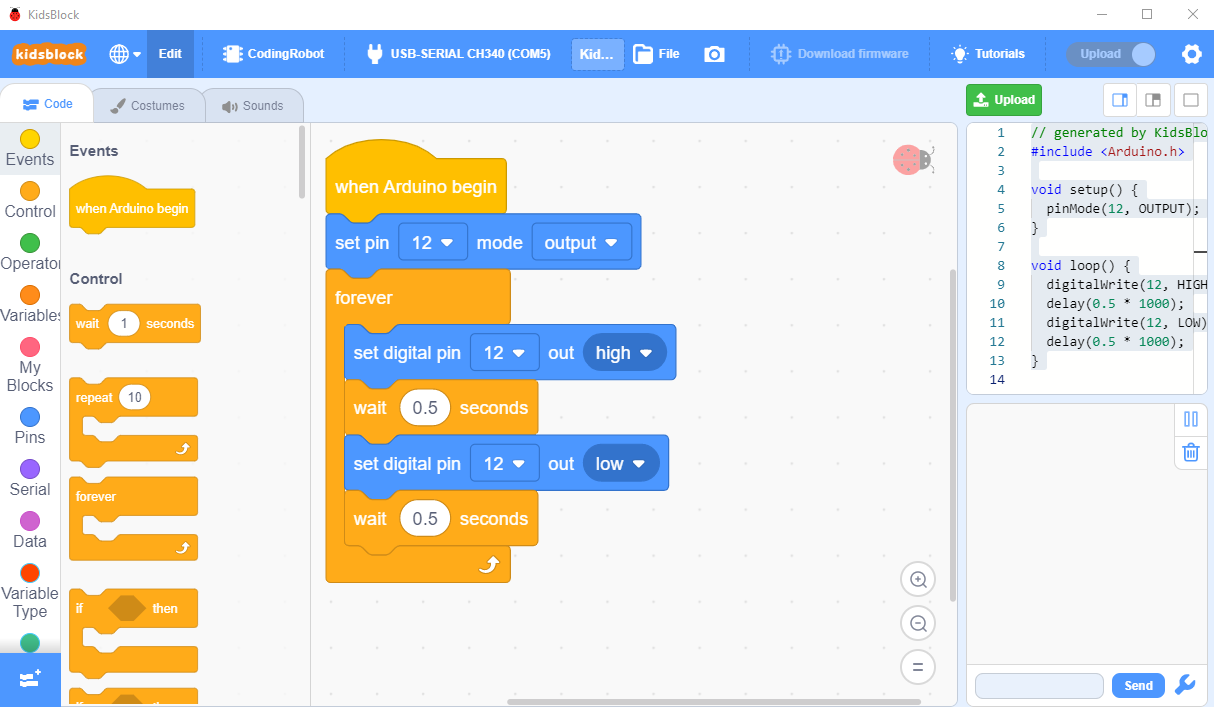 KidsBlock
kidsblock
Edit
CodingRobot
USB-SERIAL CH340 (COM5)
Kid...
File
Download firmware
Tutorials
Upload
Code
Costumes
Sounds
Upload
Events
Control
Operator
Variables
My
Blocks
Pins
Serial
Data
Variable
Type
Events
when Arduino begin
Control
wait 1 seconds
repeat 10
forever
if then
if then
when Arduino begin
set pin 12 mode output
forever
set digital pin 12 out high
wait 0.5 seconds
set digital pin 12 out low
wait 0.5 seconds
1 // generated by KidsBlo
2 #include <Arduino.h>
3
4 void setup() {
5 pinMode(12, OUTPUT);
6 }
7
8 void loop() {
9 digitalWrite(12, HIGH
10 delay(0.5 * 1000);
11 digitalWrite(12, LOW)
12 delay(0.5 * 1000);
13 }
14
Send